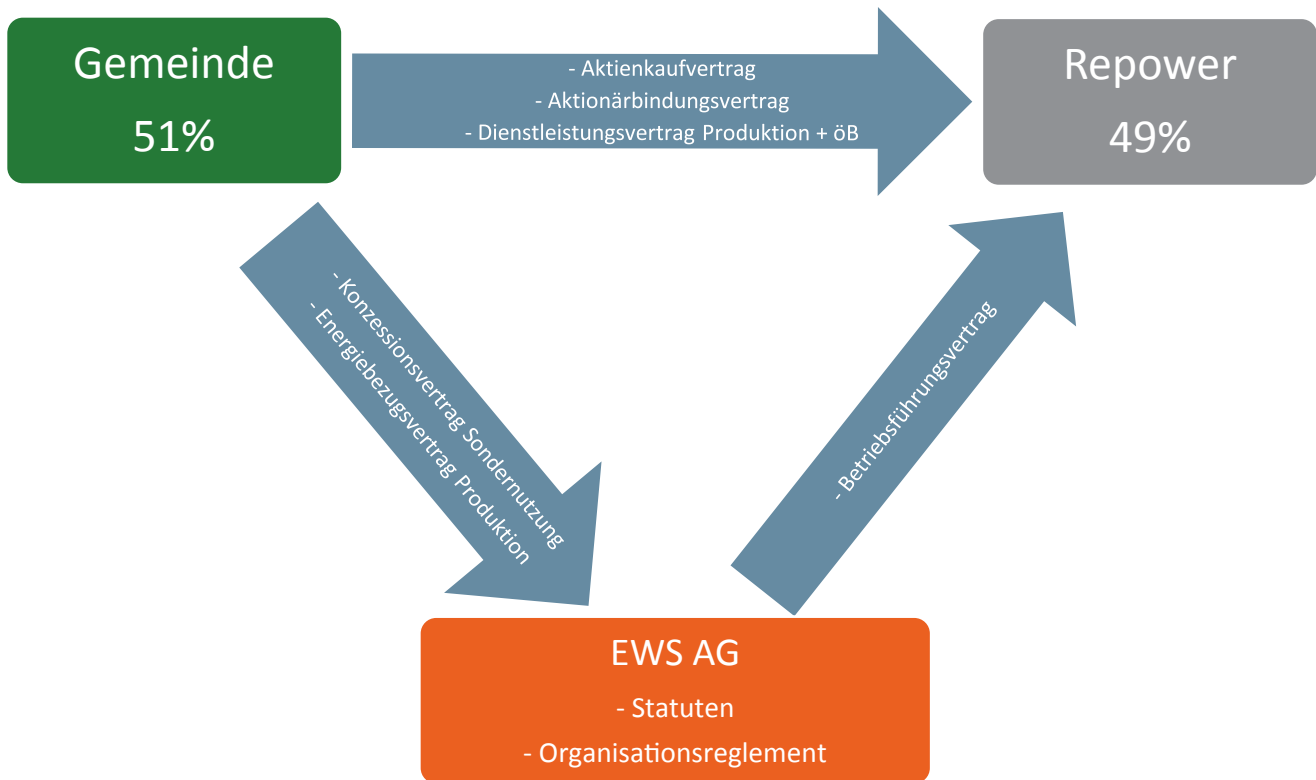 Gemeinde
51%
- Aktienkaufvertrag
- Aktionärbindungsvertrag
- Dienstleistungsvertrag Produktion + öB
Repower
49%
- Konzessionsvertrag Sondernutzung
- Energiebezugsvertrag Produktion
- Betriebsführungsvertrag
EWS AG
- Statuten
- Organisationsreglement